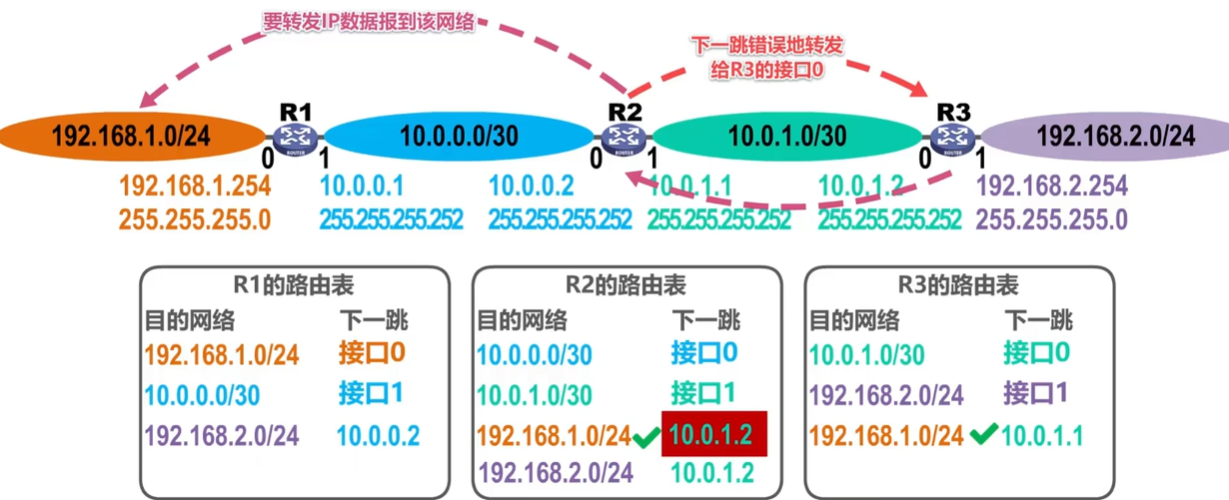 要转发IP数据报到该网络
下一跳错误地转发
给R3的接口0
R1
R2
R3
192.168.1.0/24
10.0.0.0/30
10.0.1.0/30
192.168.2.0/24
0
1
0
1
0
1
ROUTER
ROUTER
ROUTER
192.168.1.254
10.0.0.1
10.0.0.2
10.0.1.1
10.0.1.2
192.168.2.254
255.255.255.0
255.255.255.252
255.255.255.252
255.255.255.252
255.255.255.252
255.255.255.0
R1的路由表
目的网络 下一跳
192.168.1.0/24 接口0
10.0.0.0/30 接口1
192.168.2.0/24 10.0.0.2
R2的路由表
目的网络 下一跳
10.0.0.0/30 接口0
10.0.1.0/30 接口1
192.168.1.0/24 10.0.1.2
192.168.2.0/24 10.0.1.2
R3的路由表
目的网络 下一跳
10.0.1.0/30 接口0
192.168.2.0/24 接口1
192.168.1.0/24 10.0.1.1